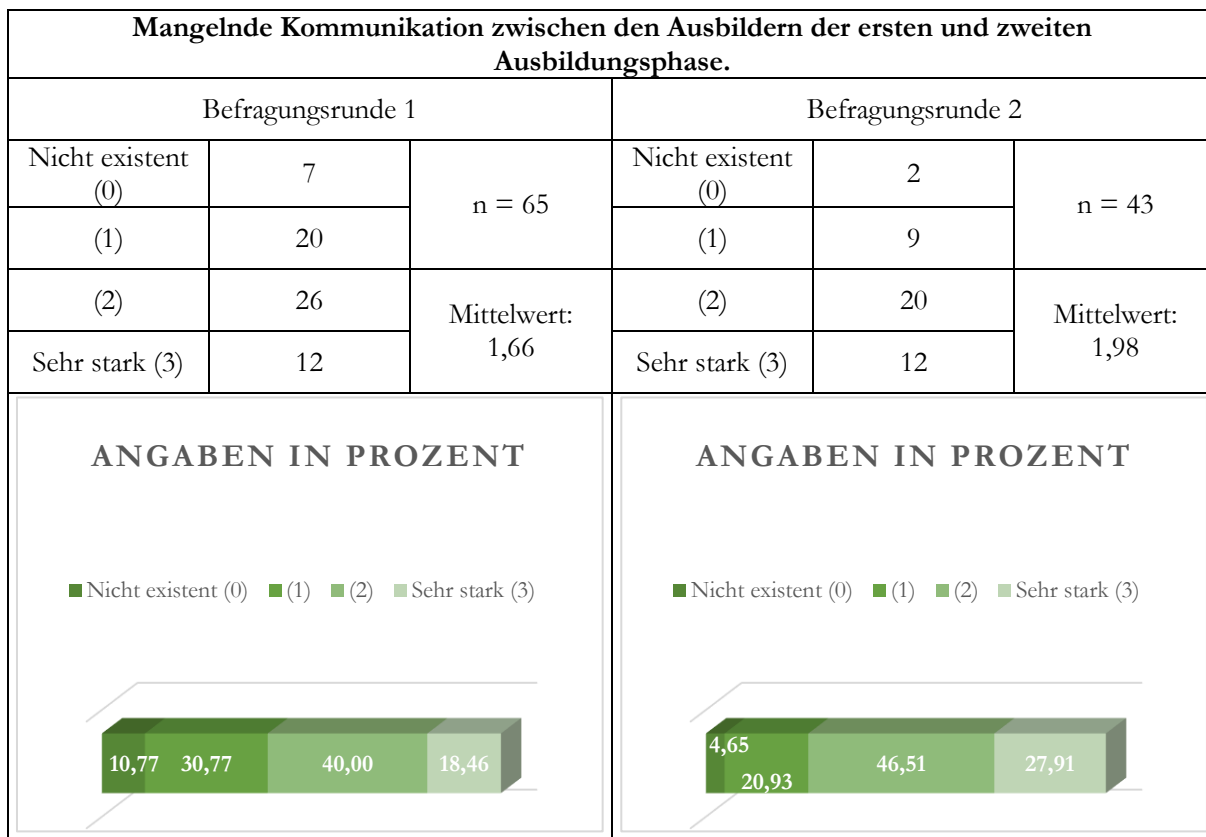 Mangelnde Kommunikation zwischen den Ausbildern der ersten und zweiten
Ausbildungsphase.
Befragungsrunde 1
Befragungsrunde 2
Nicht existent
(0)
7
n = 65
Nicht existent
(0)
2
n = 43
(1)
20
(1)
9
(2)
26
Mittelwert:
1,66
(2)
20
Mittelwert:
1,98
Sehr stark (3)
12
Sehr stark (3)
12
ANGABEN IN PROZENT
Nicht existent (0) (1) (2) Sehr stark (3)
10,77 30,77 40,00 18,46
ANGABEN IN PROZENT
Nicht existent (0) (1) (2) Sehr stark (3)
4,65
20,93
46,51
27,91